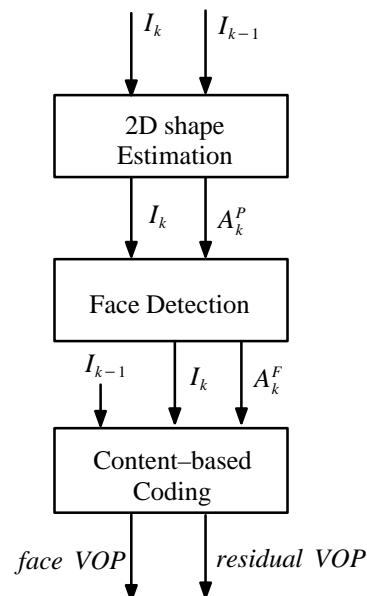 I_k I_{k-1}
2D shape
Estimation
I_k A_k^P
Face Detection
I_{k-1} I_k A_k^F
Content–based
Coding
face VOP residual VOP